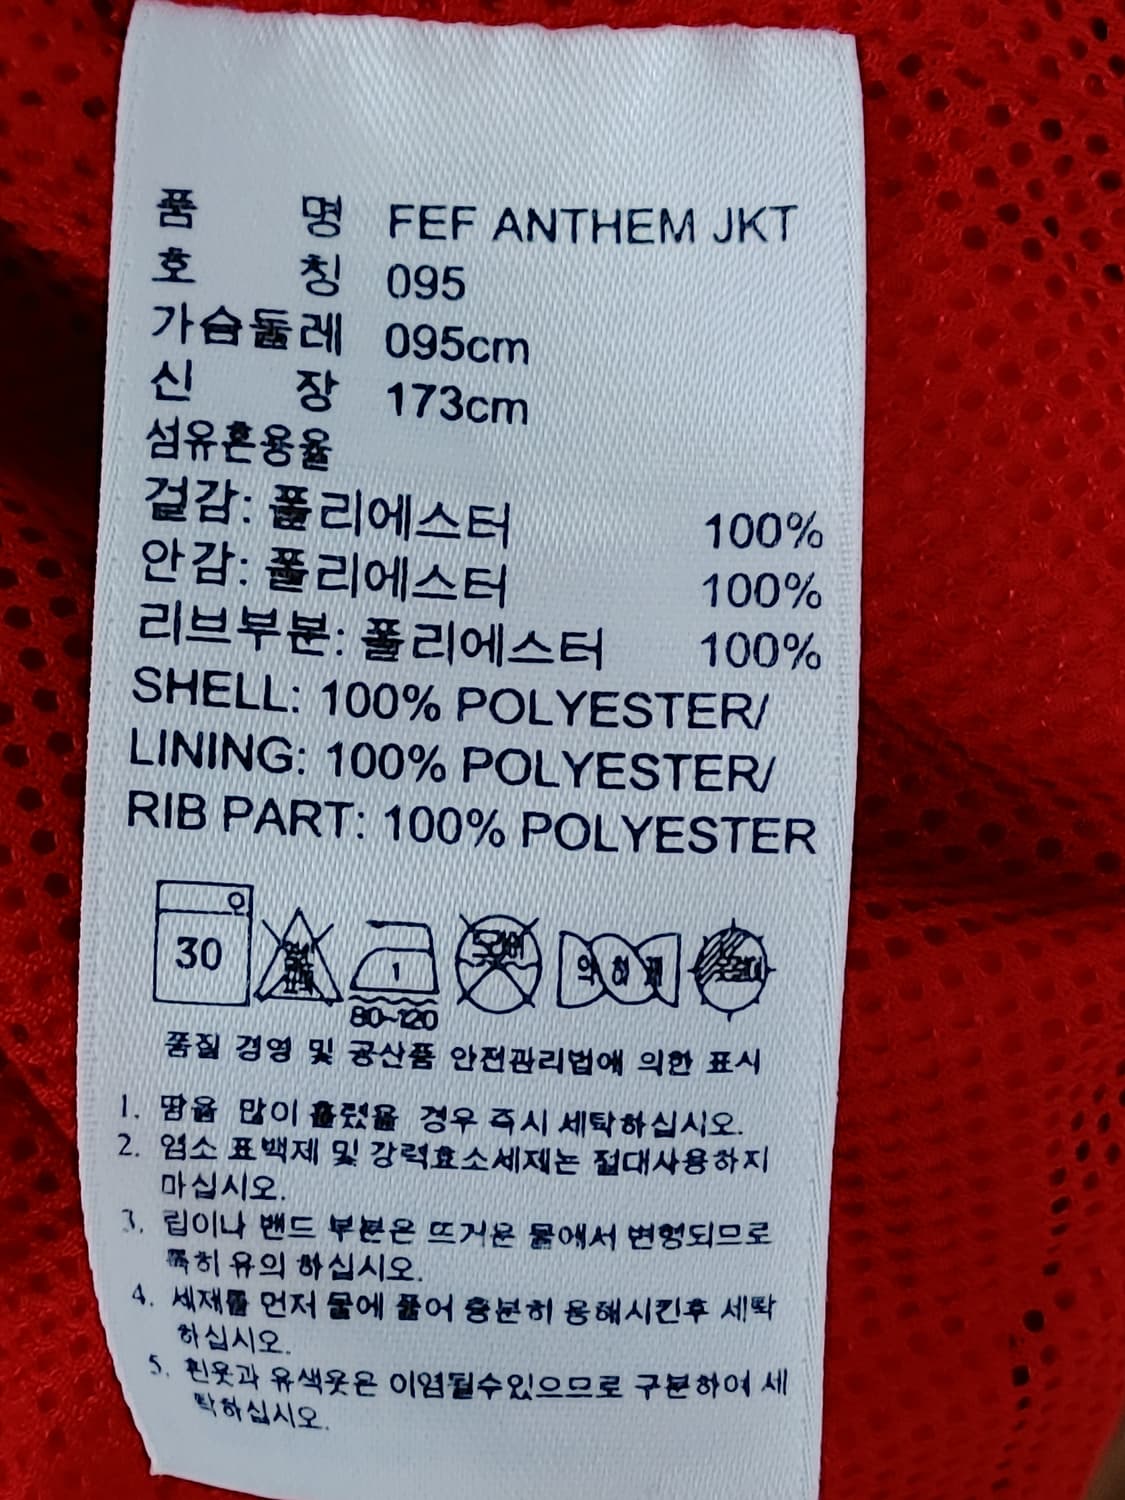 품 명 FEF ANTHEM JKT
호 칭 095
가슴둘레 095cm
신 장 173cm
섬유혼용율
겉감: 폴리에스터 100%
안감: 폴리에스터 100%
리브부분: 폴리에스터 100%
SHELL: 100% POLYESTER/
LINING: 100% POLYESTER/
RIB PART: 100% POLYESTER
30 1 약하게
80~120
품질 경영 및 공산품 안전관리법에 의한 표시
1. 땀을 많이 흘렸을 경우 즉시 세탁하십시오.
2. 염소 표백제 및 강력효소세제는 절대사용하지
마십시오.
3. 립이나 밴드 부분은 뜨거운 물에서 변형되므로
특히 유의 하십시오.
4. 세제를 먼저 물에 풀어 충분히 용해시킨후 세탁
하십시오.
5. 흰옷과 유색옷은 이염될수있으므로 구분하여 세
탁하십시오.